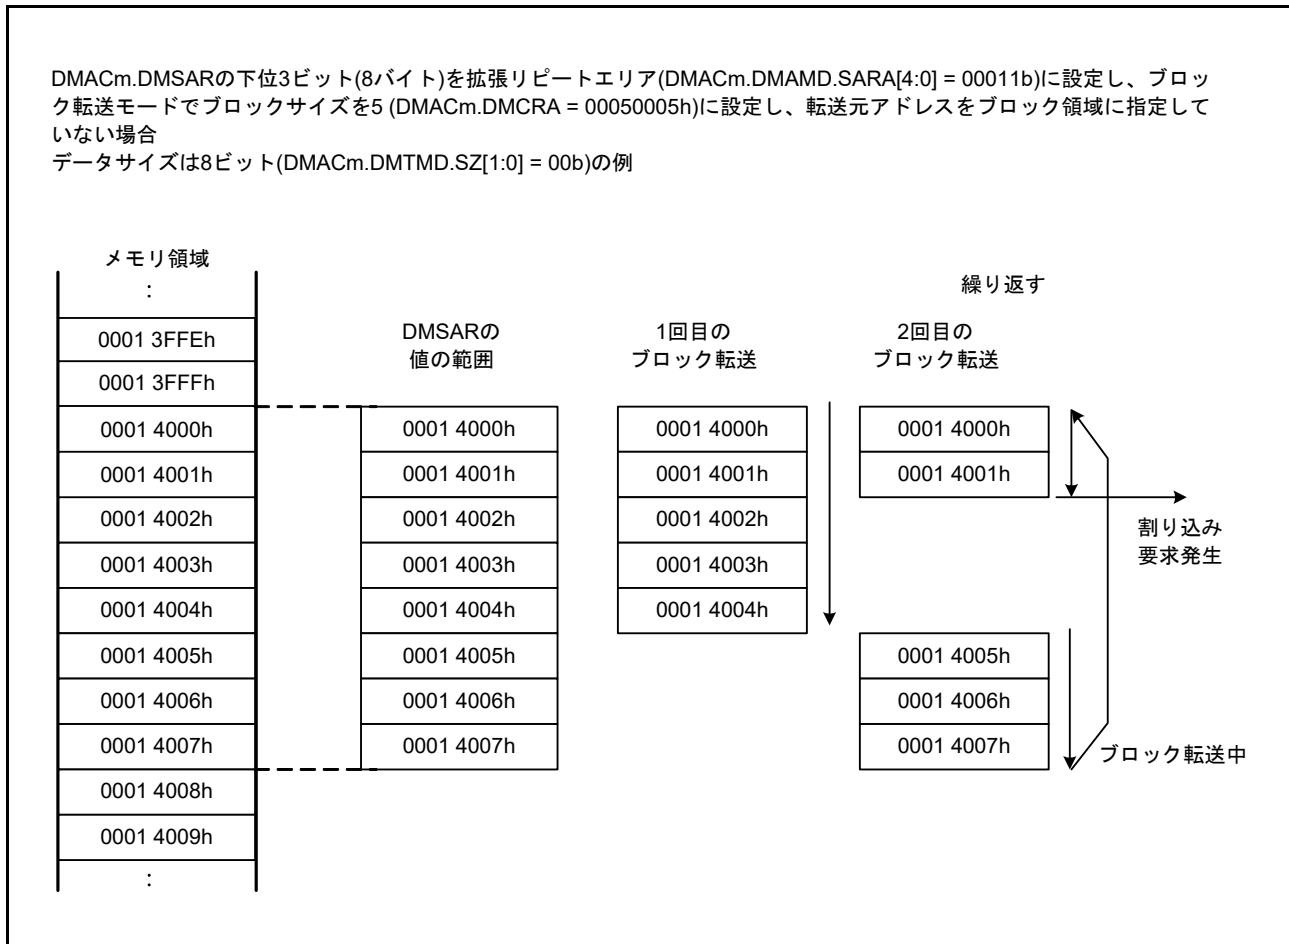 DMACm.DMSARの下位3ビット(8バイト)を拡張リピートエリア(DMACm.DMAMD.SARA[4:0] = 00011b)に設定し、ブロッ
ク転送モードでブロックサイズを5 (DMACm.DMCRA = 00050005h)に設定し、転送元アドレスをブロック領域に指定して
いない場合
データサイズは8ビット(DMACm.DMTMD.SZ[1:0] = 00b)の例
メモリ領域
:
0001 3FFEh
0001 3FFFh
0001 4000h
0001 4001h
0001 4002h
0001 4003h
0001 4004h
0001 4005h
0001 4006h
0001 4007h
0001 4008h
0001 4009h
:
DMSARの
値の範囲
0001 4000h
0001 4001h
0001 4002h
0001 4003h
0001 4004h
0001 4005h
0001 4006h
0001 4007h
1回目の
ブロック転送
0001 4000h
0001 4001h
0001 4002h
0001 4003h
0001 4004h
繰り返す
2回目の
ブロック転送
0001 4000h
0001 4001h
割り込み
要求発生
0001 4005h
0001 4006h
0001 4007h
ブロック転送中